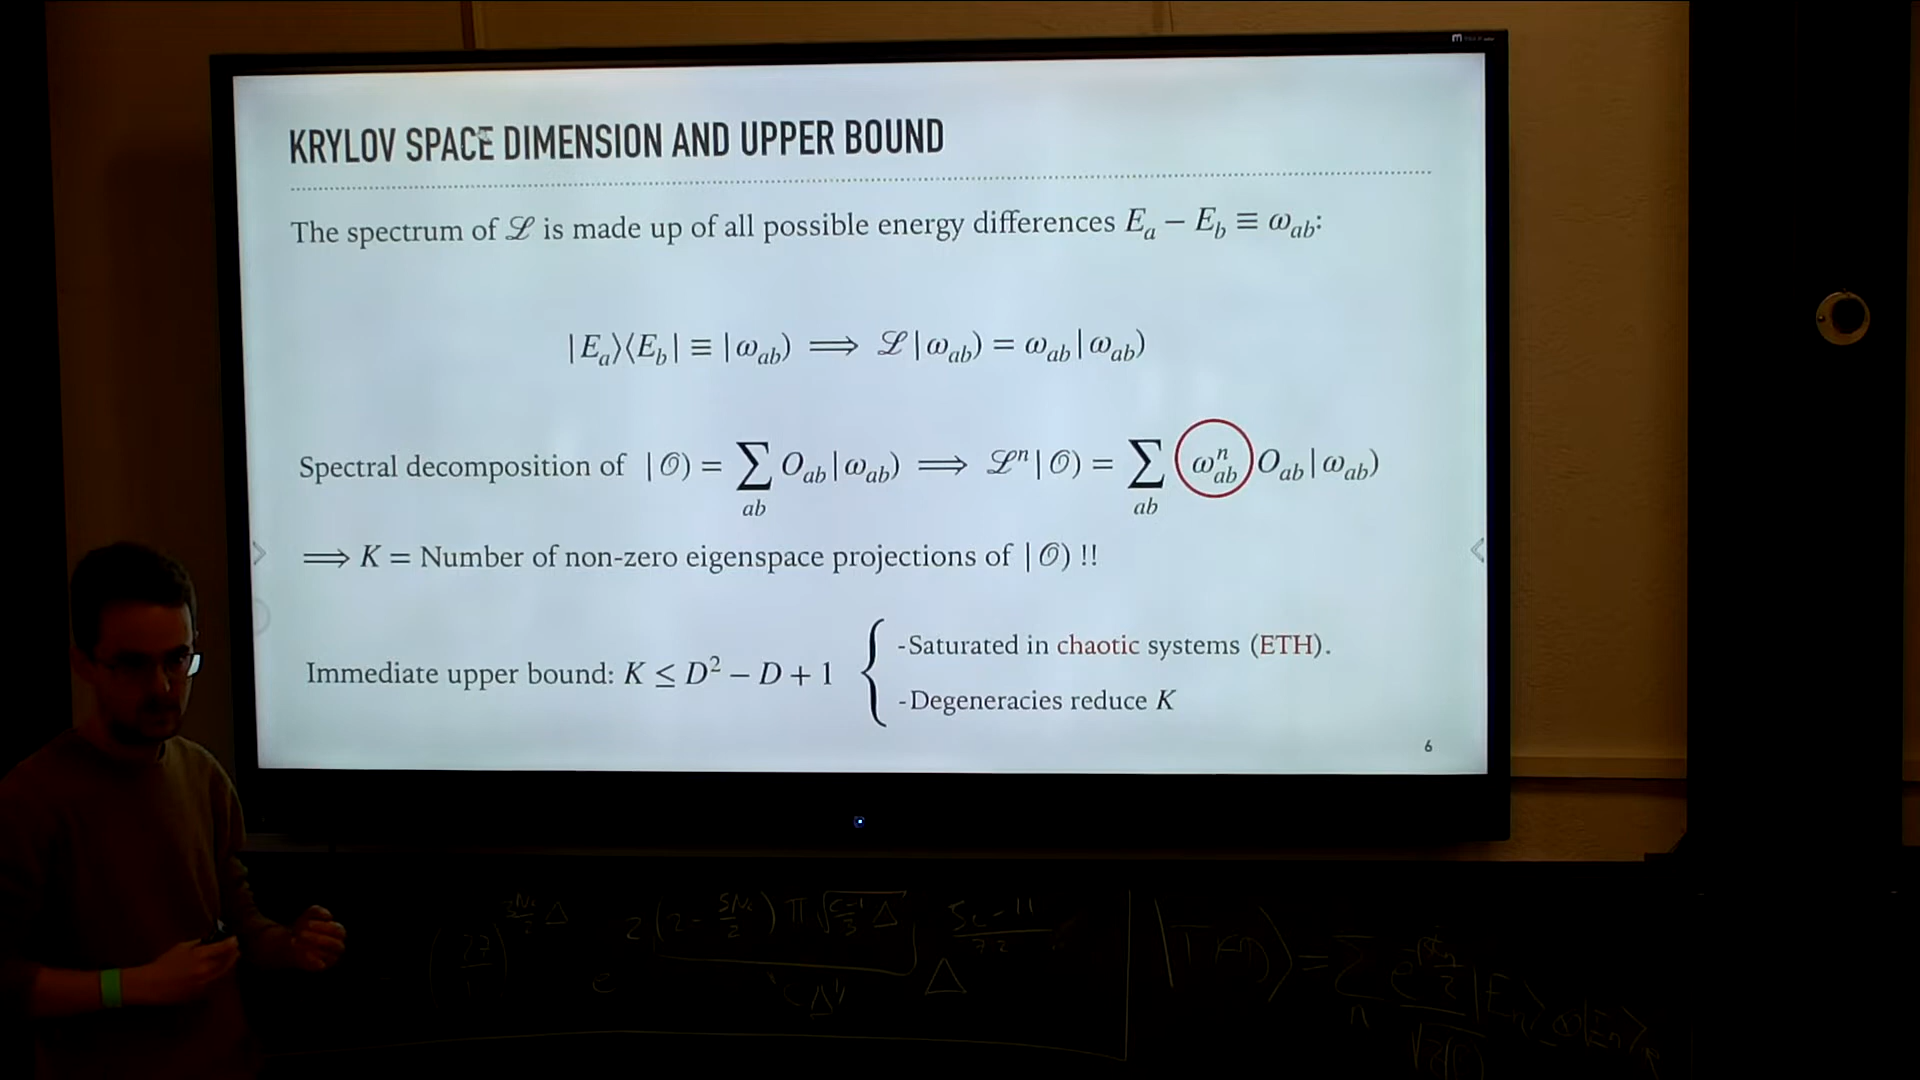 KRYLOV SPACE DIMENSION AND UPPER BOUND
The spectrum of ℒ is made up of all possible energy differences E_a − E_b ≡ ω_ab:
|E_a⟩⟨E_b| ≡ |ω_ab) ⟹ ℒ|ω_ab) = ω_ab|ω_ab)
Spectral decomposition of |𝒪) = ∑_ab O_ab|ω_ab) ⟹ ℒⁿ|𝒪) = ∑_ab ω_ab^n O_ab|ω_ab)
⟹ K = Number of non-zero eigenspace projections of |𝒪) !!
Immediate upper bound: K ≤ D² − D + 1
-Saturated in chaotic systems (ETH).
-Degeneracies reduce K
6